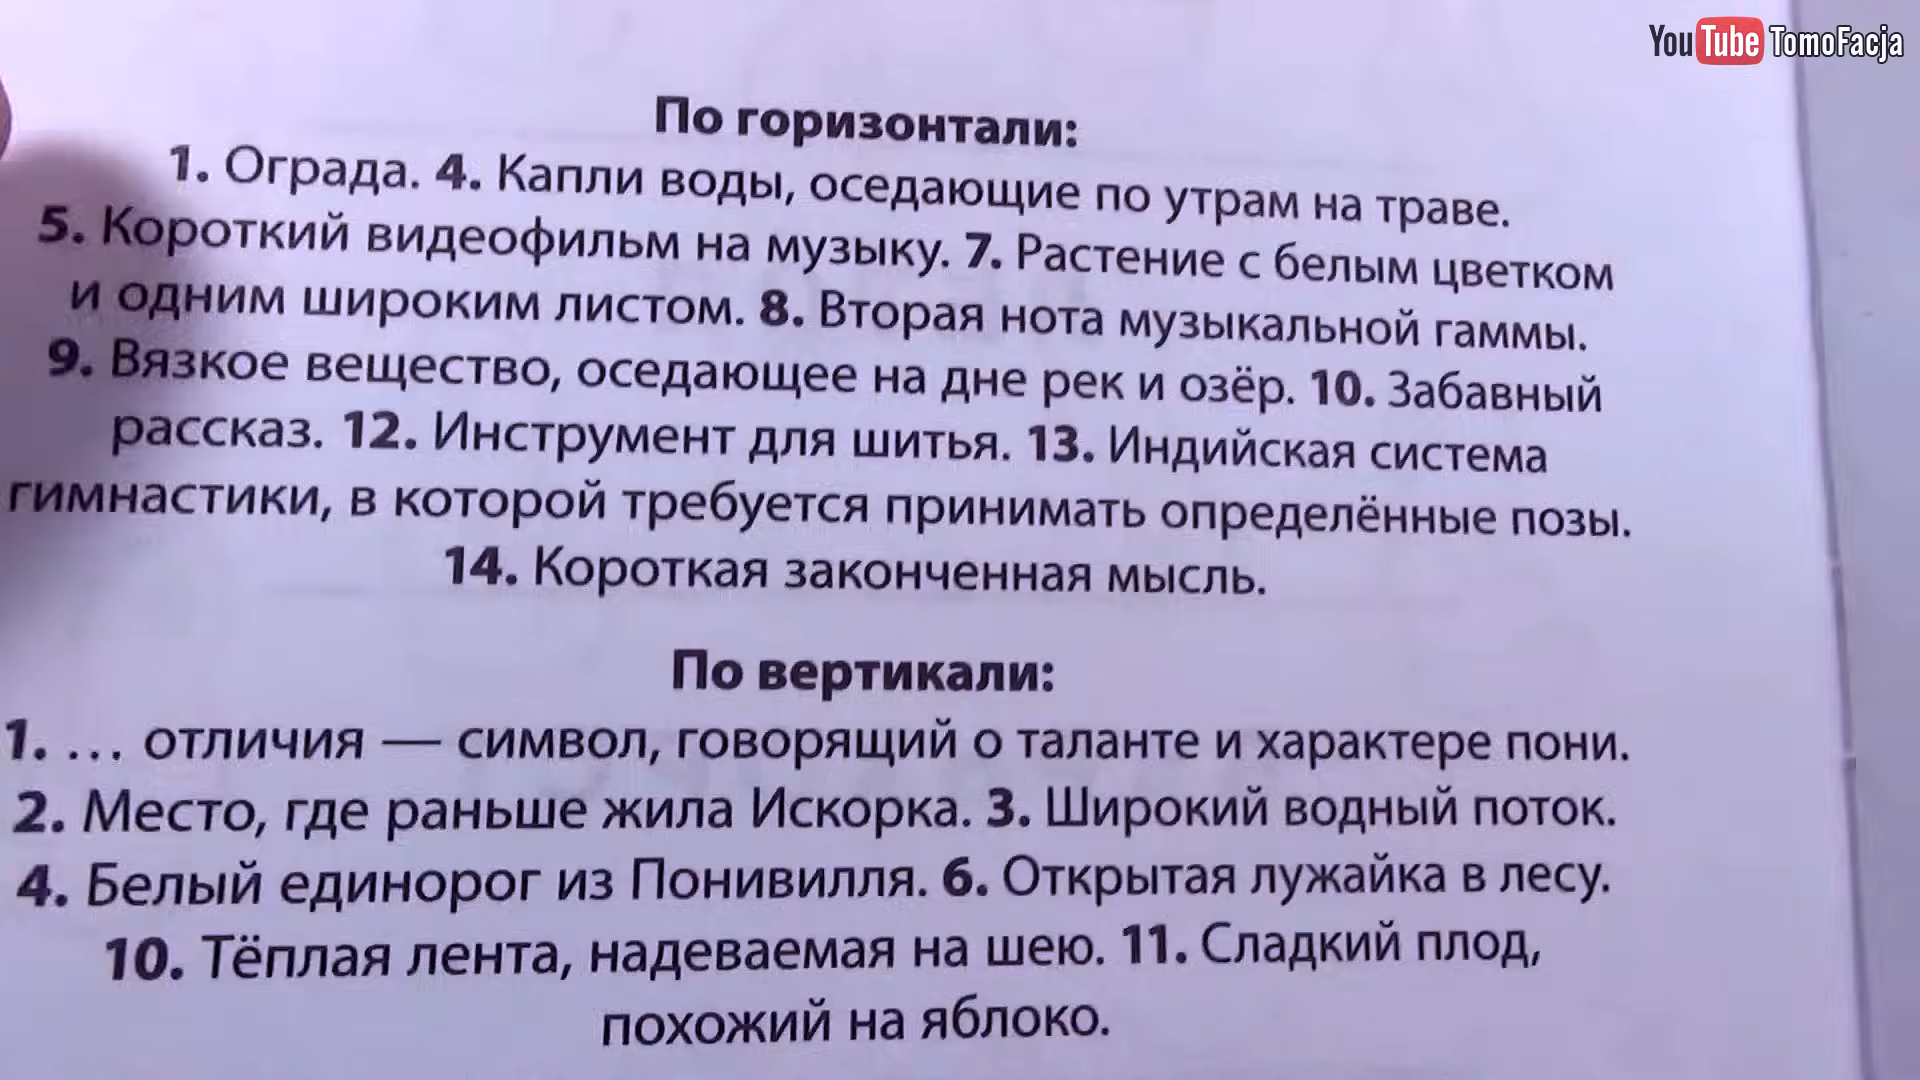 YouTube TomoFacja
По горизонтали:
1. Ограда. 4. Капли воды, оседающие по утрам на траве.
5. Короткий видеофильм на музыку. 7. Растение с белым цветком
и одним широким листом. 8. Вторая нота музыкальной гаммы.
9. Вязкое вещество, оседающее на дне рек и озёр. 10. Забавный
рассказ. 12. Инструмент для шитья. 13. Индийская система
гимнастики, в которой требуется принимать определённые позы.
14. Короткая законченная мысль.
По вертикали:
1. ... отличия — символ, говорящий о таланте и характере пони.
2. Место, где раньше жила Искорка. 3. Широкий водный поток.
4. Белый единорог из Понивилля. 6. Открытая лужайка в лесу.
10. Тёплая лента, надеваемая на шею. 11. Сладкий плод,
похожий на яблоко.